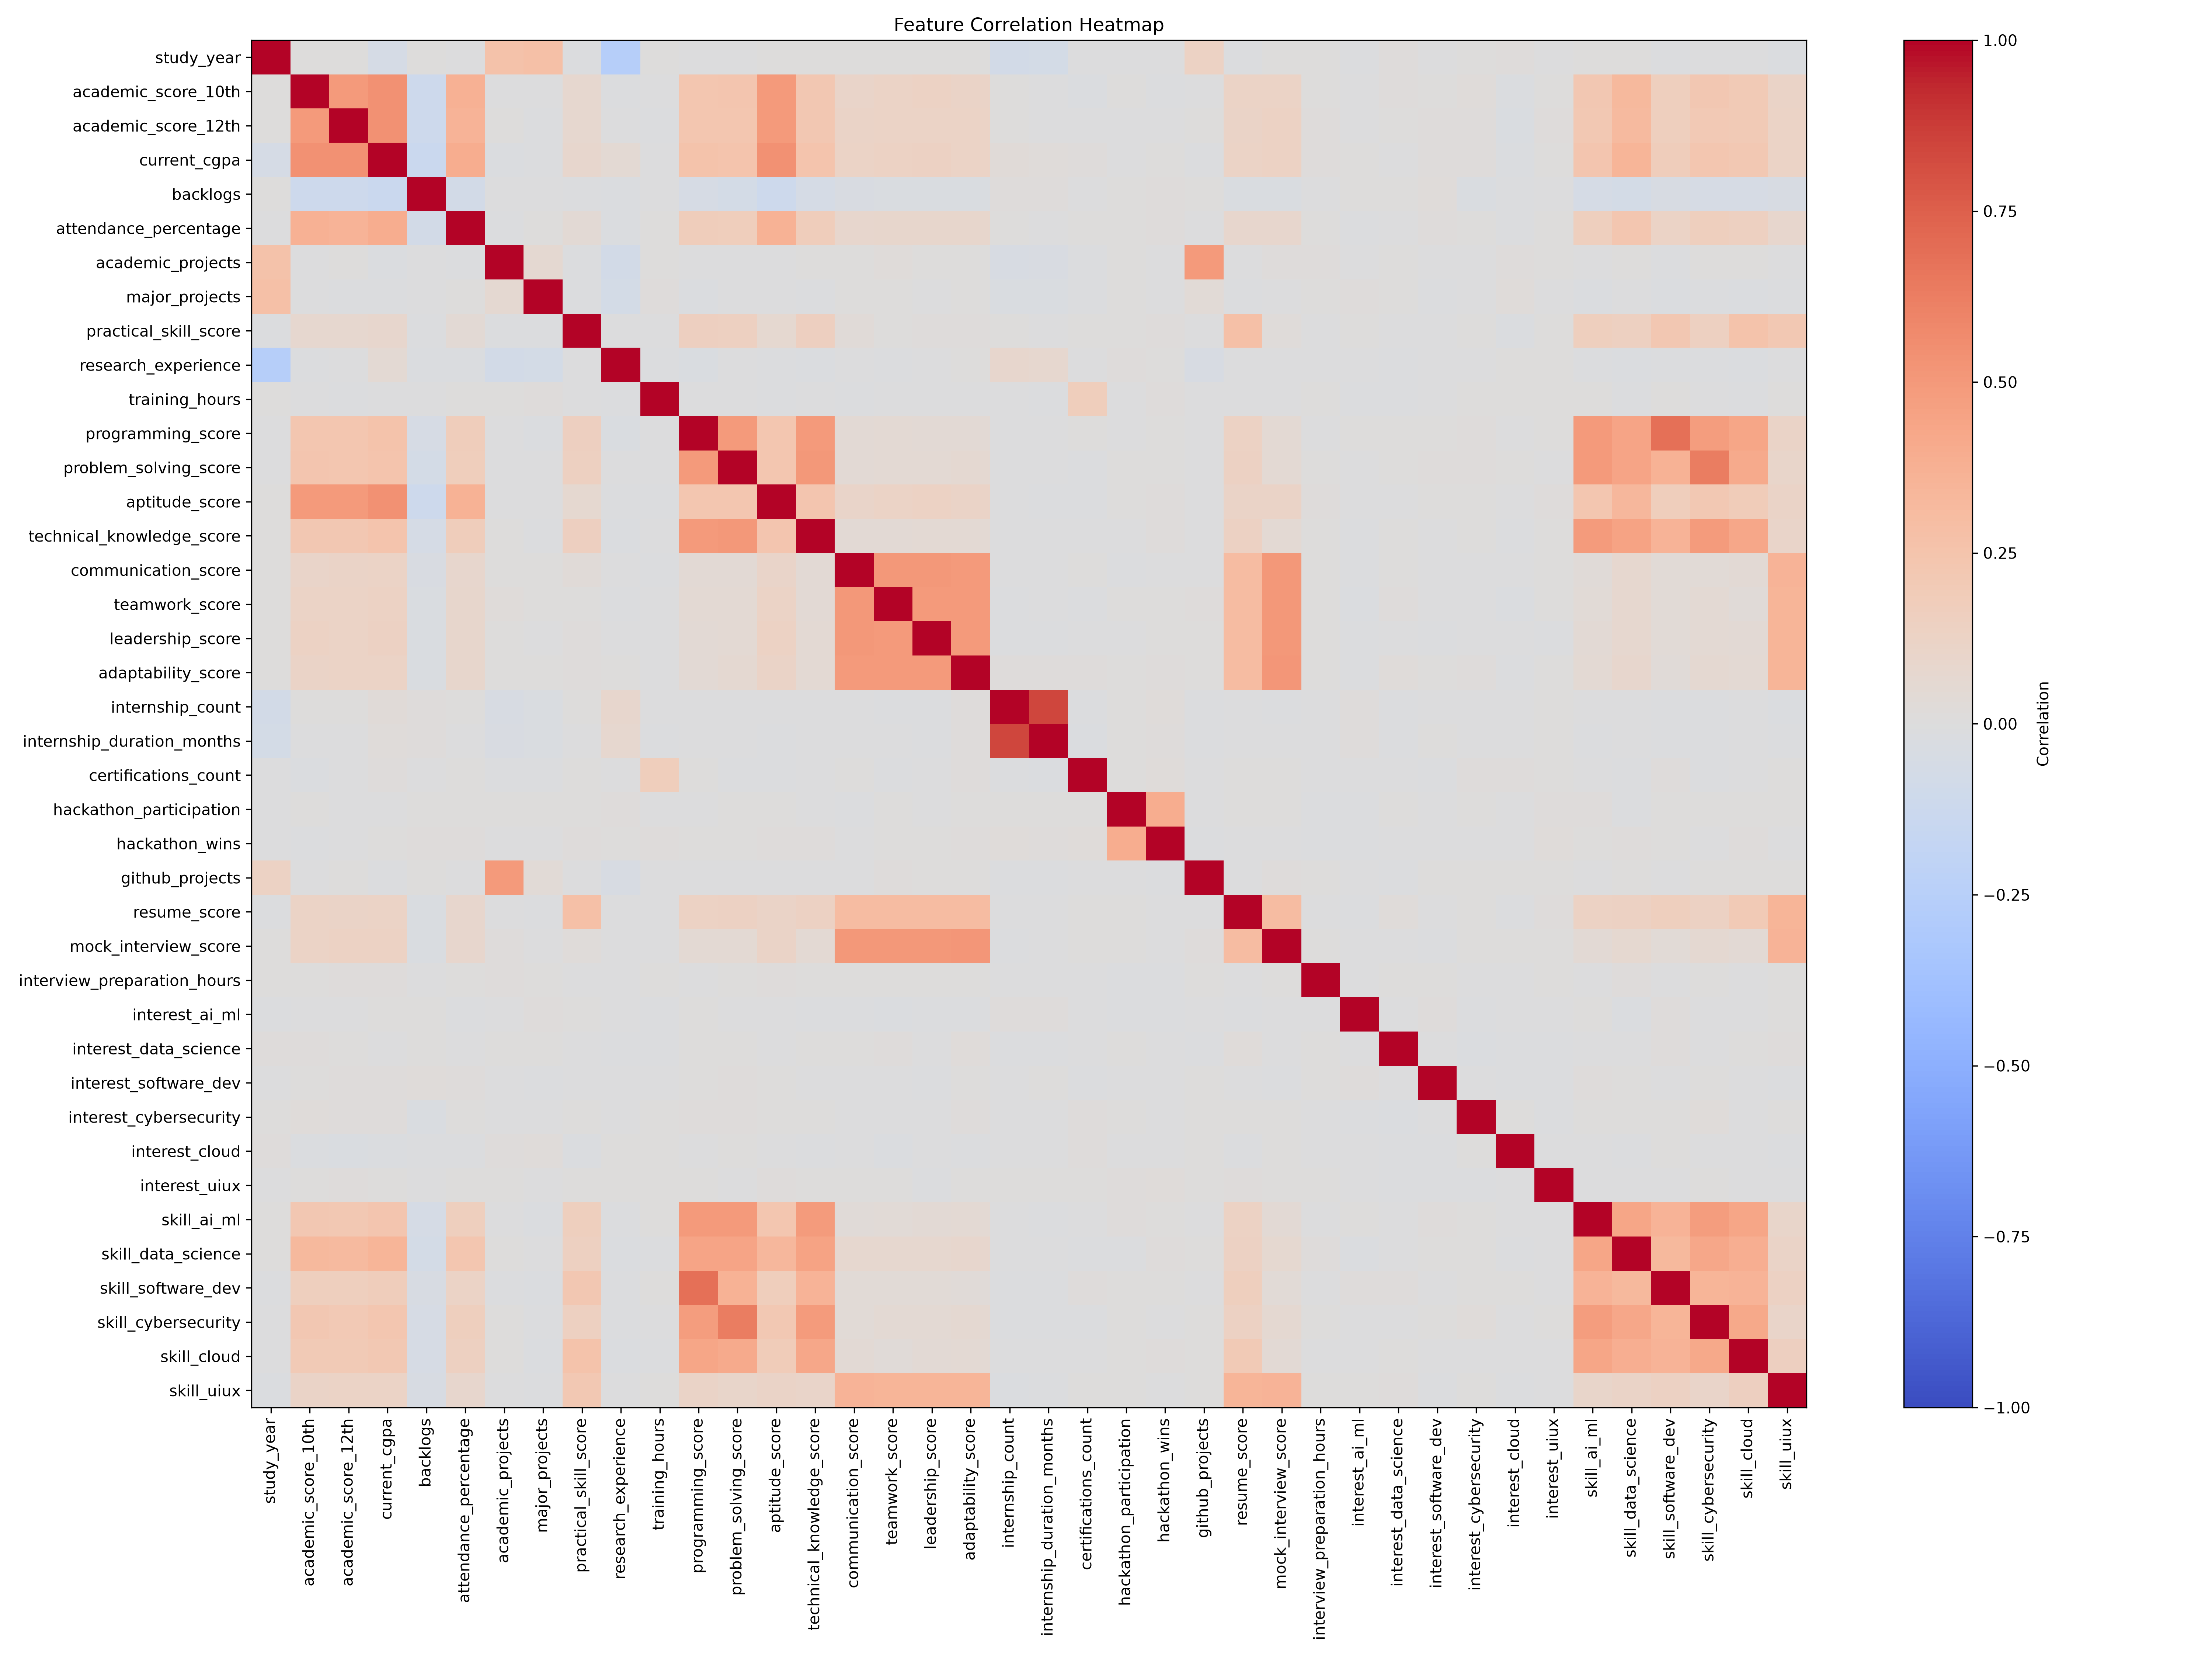 Feature Correlation Heatmap
study_year
academic_score_10th
academic_score_12th
current_cgpa
backlogs
attendance_percentage
academic_projects
major_projects
practical_skill_score
research_experience
training_hours
programming_score
problem_solving_score
aptitude_score
technical_knowledge_score
communication_score
teamwork_score
leadership_score
adaptability_score
internship_count
internship_duration_months
certifications_count
hackathon_participation
hackathon_wins
github_projects
resume_score
mock_interview_score
interview_preparation_hours
interest_ai_ml
interest_data_science
interest_software_dev
interest_cybersecurity
interest_cloud
interest_uiux
skill_ai_ml
skill_data_science
skill_software_dev
skill_cybersecurity
skill_cloud
skill_uiux
study_year
academic_score_10th
academic_score_12th
current_cgpa
backlogs
attendance_percentage
academic_projects
major_projects
practical_skill_score
research_experience
training_hours
programming_score
problem_solving_score
aptitude_score
technical_knowledge_score
communication_score
teamwork_score
leadership_score
adaptability_score
internship_count
internship_duration_months
certifications_count
hackathon_participation
hackathon_wins
github_projects
resume_score
mock_interview_score
interview_preparation_hours
interest_ai_ml
interest_data_science
interest_software_dev
interest_cybersecurity
interest_cloud
interest_uiux
skill_ai_ml
skill_data_science
skill_software_dev
skill_cybersecurity
skill_cloud
skill_uiux
1.00
0.75
0.50
0.25
0.00
−0.25
−0.50
−0.75
−1.00
Correlation